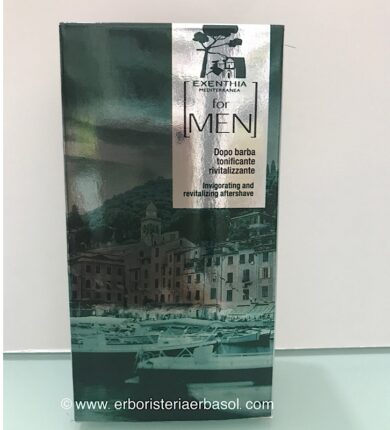 EXENTHIA
MEDITERRANEA
for
[MEN]
Dopo barba
tonificante
rivitalizzante
Invigorating and
revitalizing aftershave
© www. erboristeriaerbasol.com